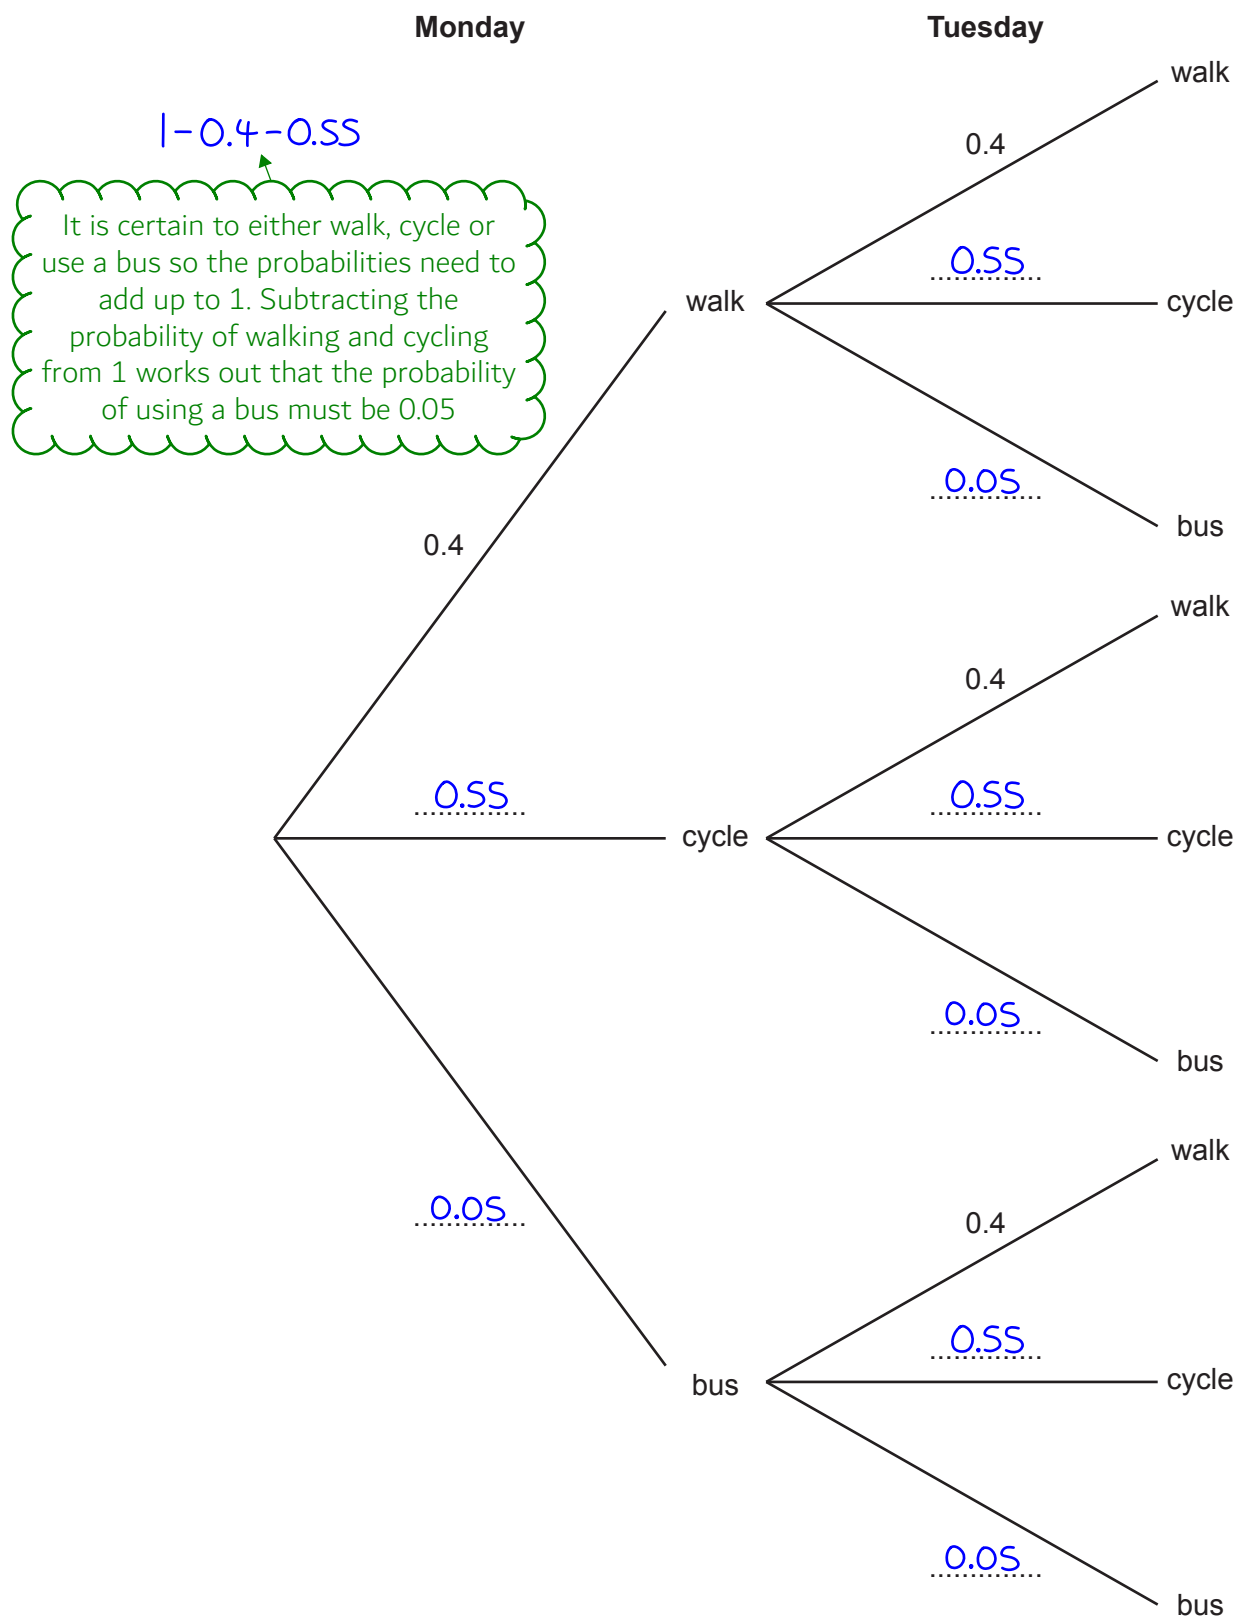 Monday Tuesday
walk
1-0.4-0.55
0.4
It is certain to either walk, cycle or
use a bus so the probabilities need to
add up to 1. Subtracting the
probability of walking and cycling
from 1 works out that the probability
of using a bus must be 0.05
0.55
walk
cycle
0.05
bus
0.4
walk
0.4
0.55
cycle
0.55
cycle
0.05
bus
walk
0.05
0.4
0.55
bus
cycle
0.05
bus